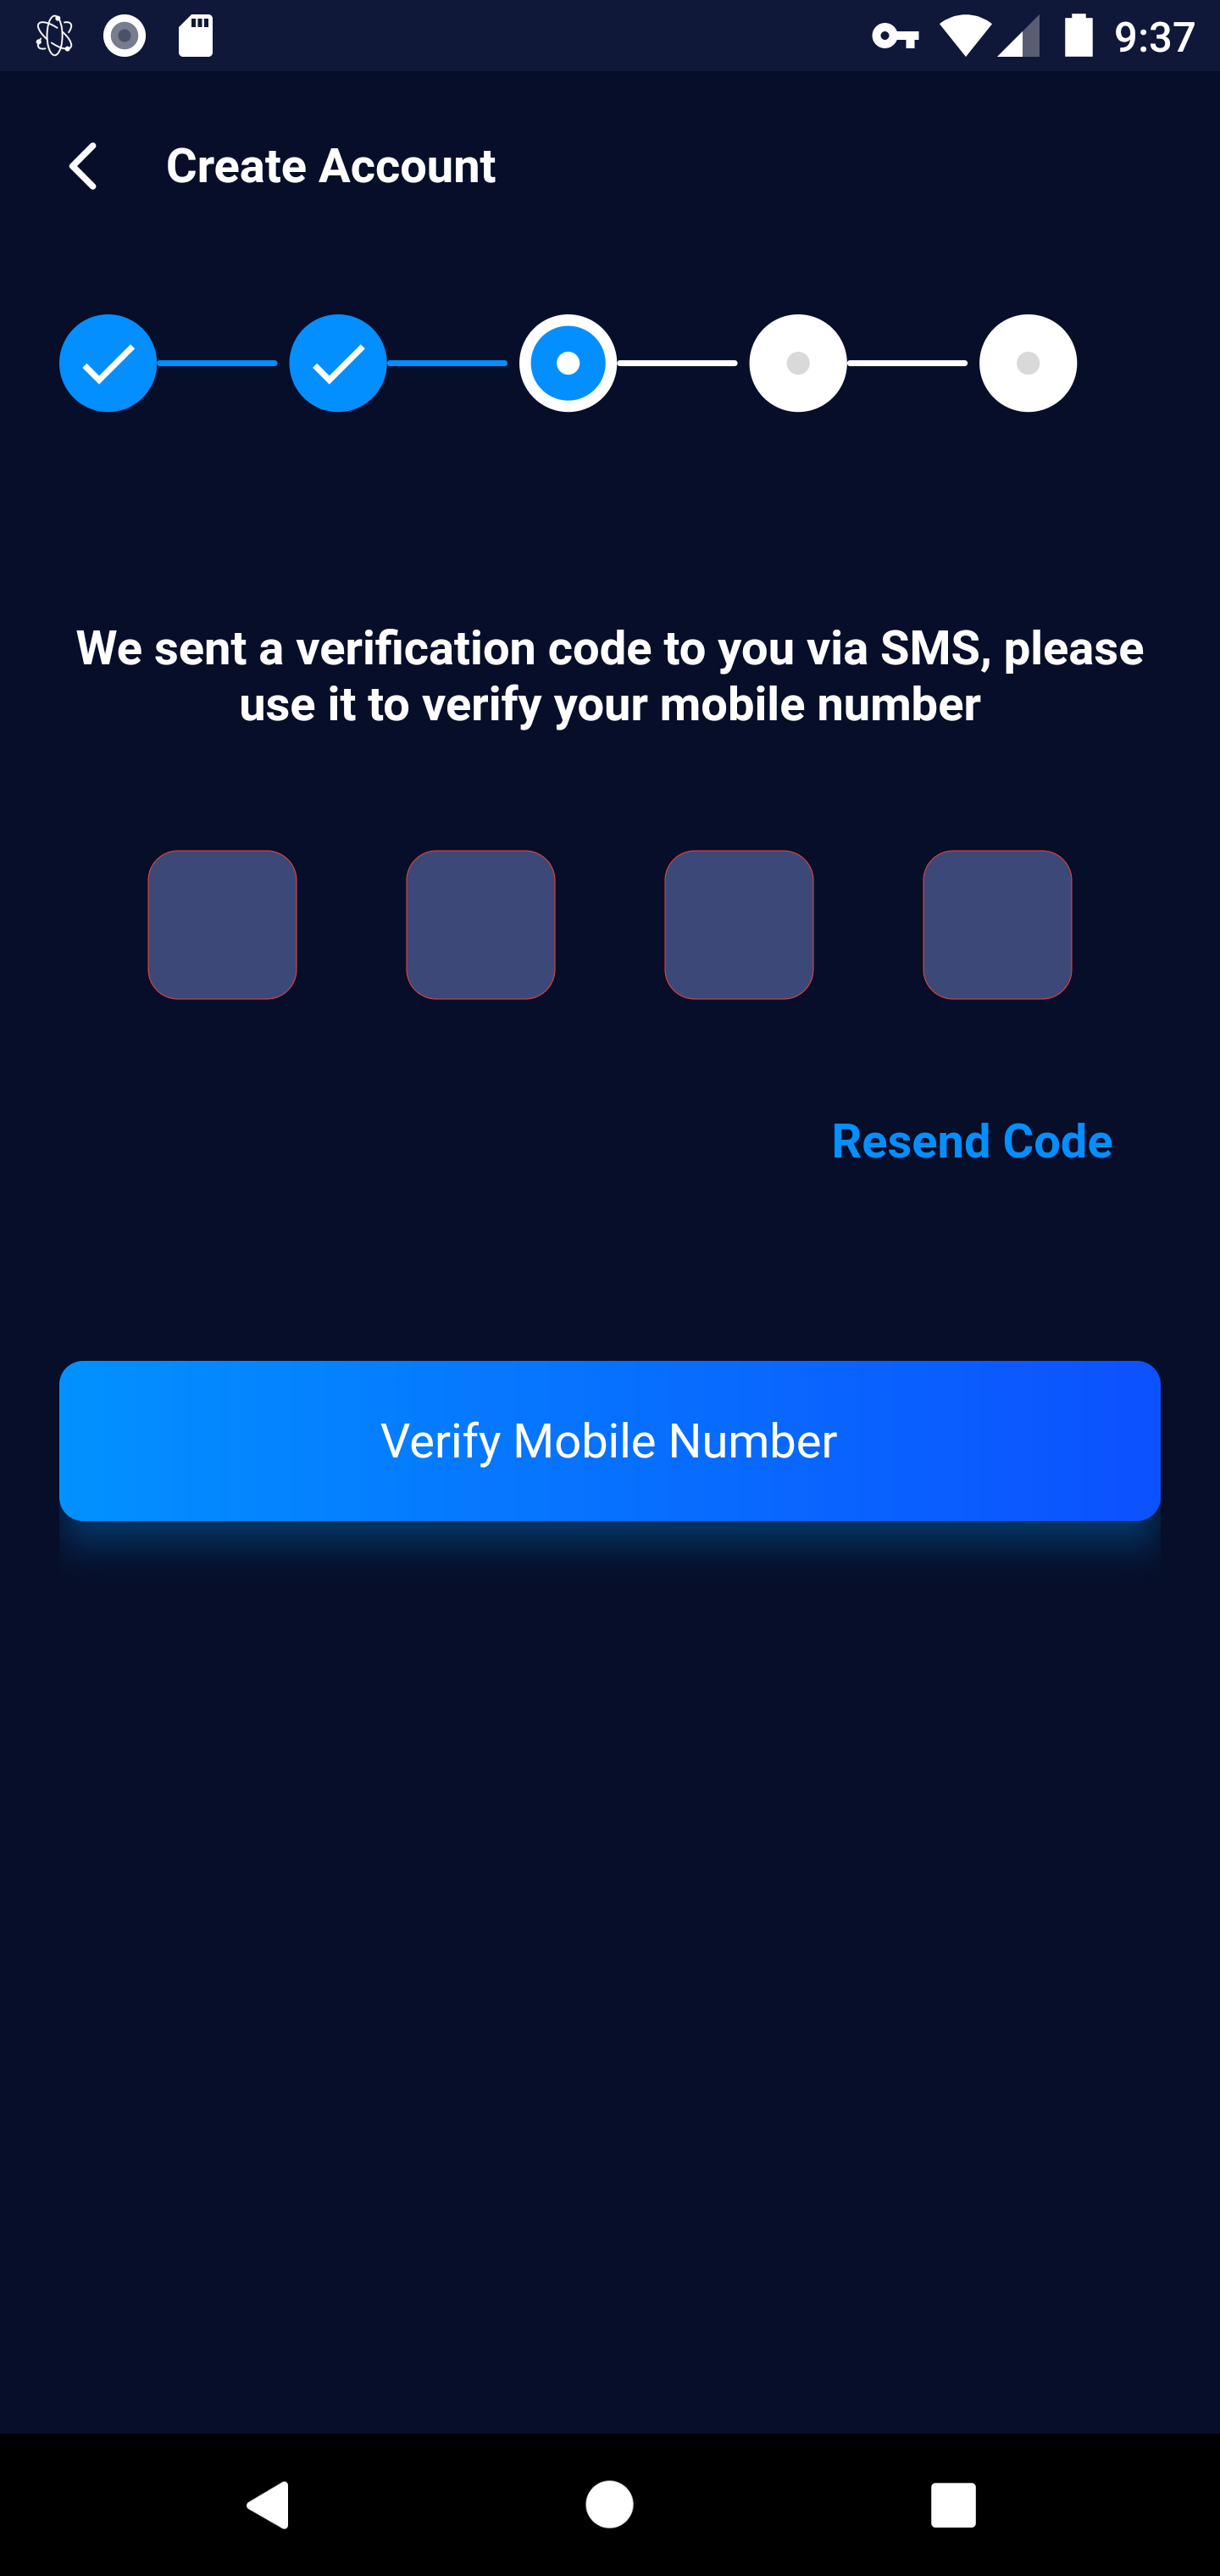 9:37
Create Account
We sent a verification code to you via SMS, please
use it to verify your mobile number
Resend Code
Verify Mobile Number